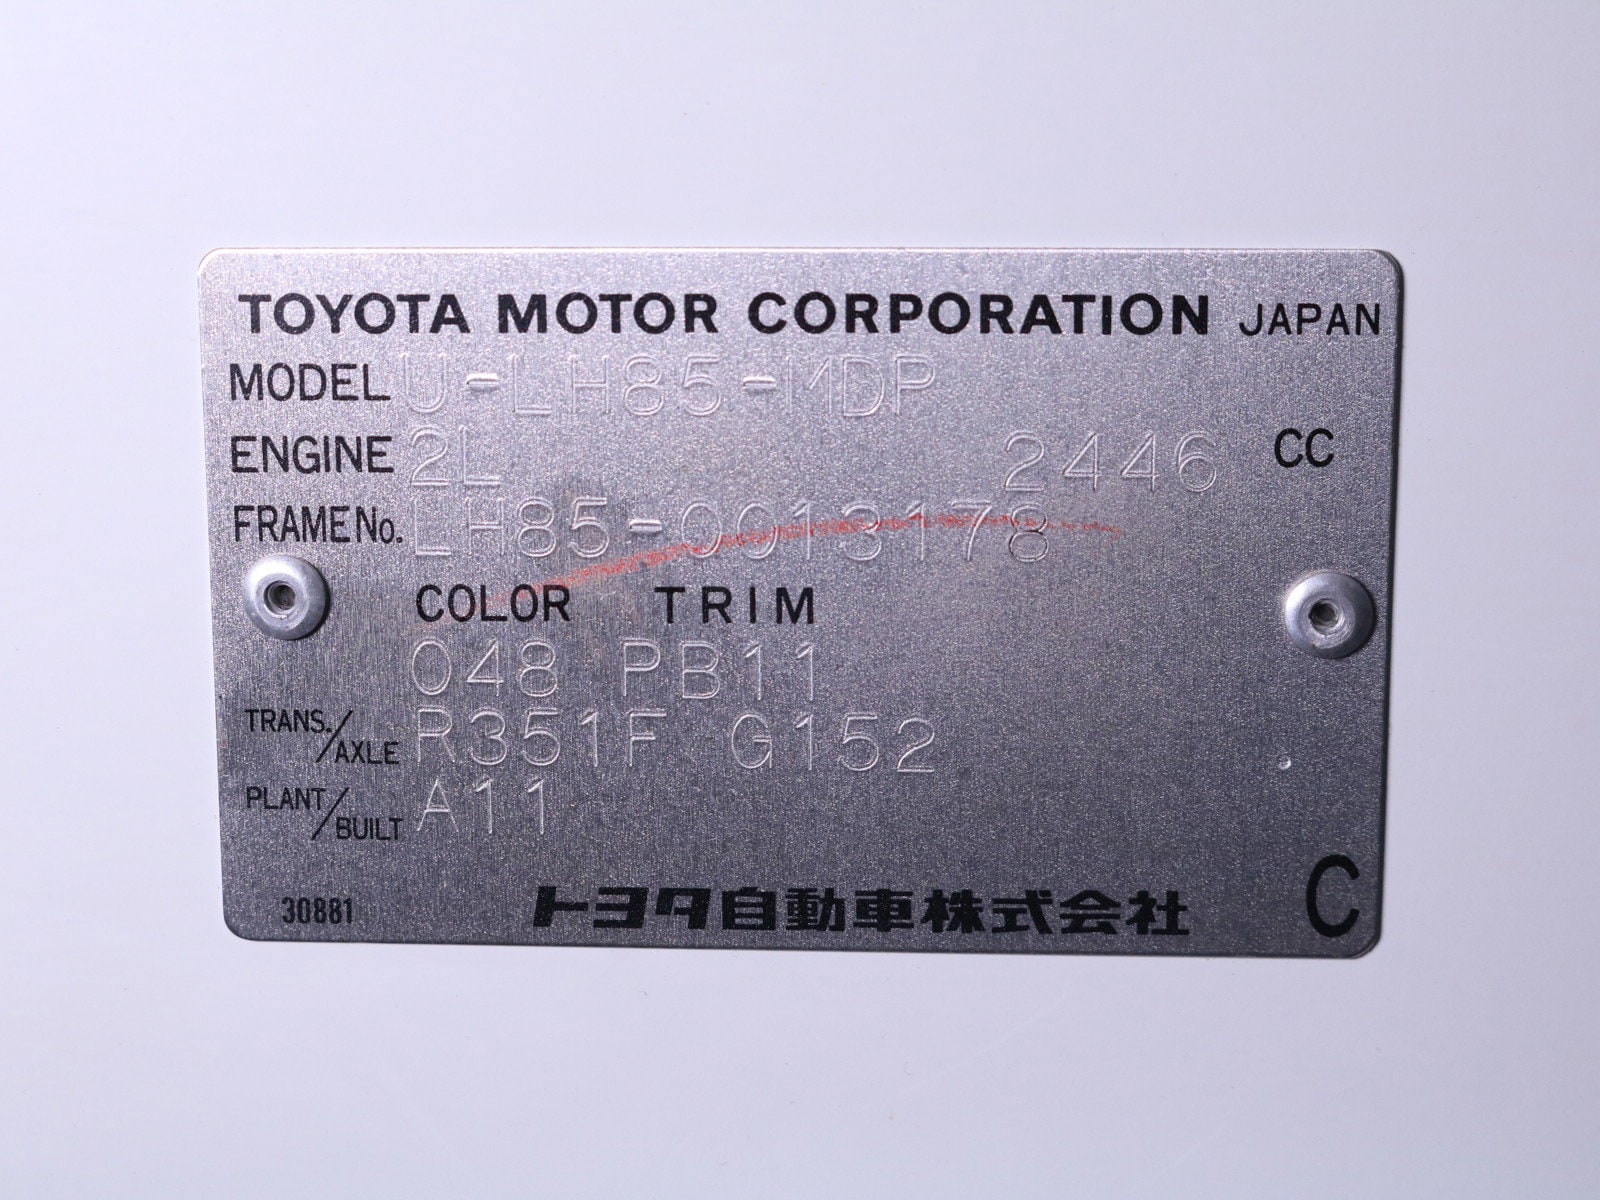 TOYOTA MOTOR CORPORATION JAPAN
MODEL U-LH85-MDP
ENGINE 2L 2446 CC
FRAME No. LH85-0013178
COLOR TRIM
048 PB11
TRANS./AXLE R351F G152
PLANT/BUILT A11
30881 トヨタ自動車株式会社 C